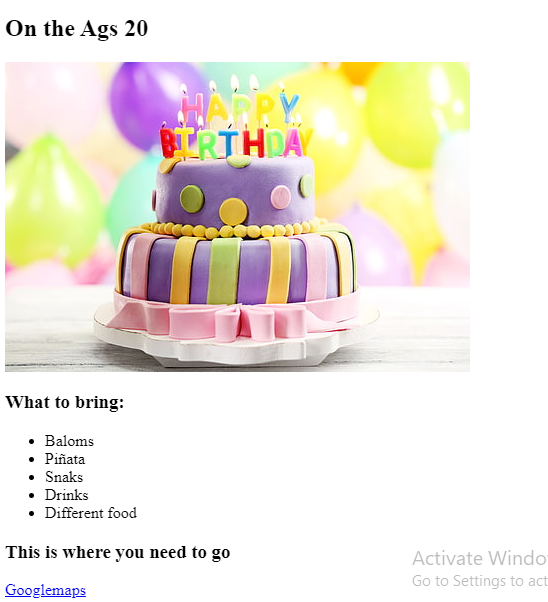 On the Ags 20
HAPPY
BIRTHDAY
What to bring:
Baloms
Piñata
Snaks
Drinks
Different food
This is where you need to go
Googlemaps
Activate Windo
Go to Settings to act